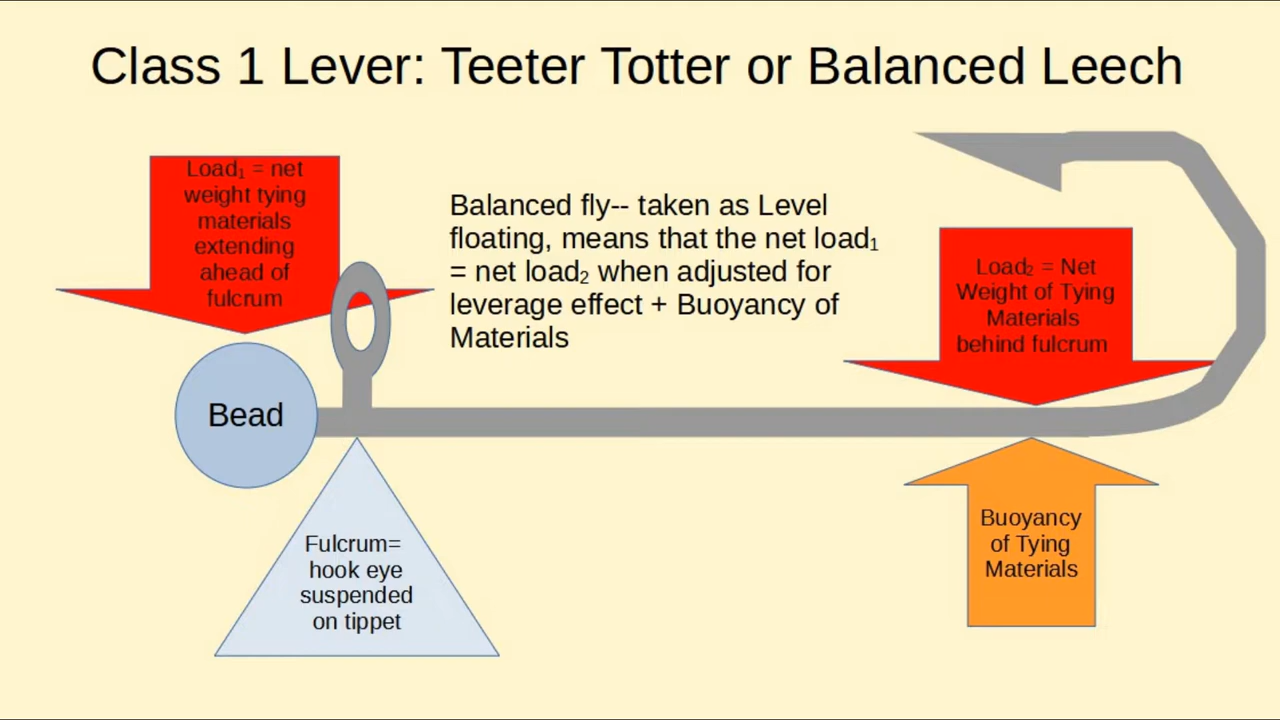 Class 1 Lever: Teeter Totter or Balanced Leech
Load₁ = net
weight tying
materials
extending
ahead of
fulcrum
Balanced fly-- taken as Level
floating, means that the net load₁
= net load₂ when adjusted for
leverage effect + Buoyancy of
Materials
Load₂ = Net
Weight of Tying
Materials
behind fulcrum
Bead
Fulcrum=
hook eye
suspended
on tippet
Buoyancy
of Tying
Materials